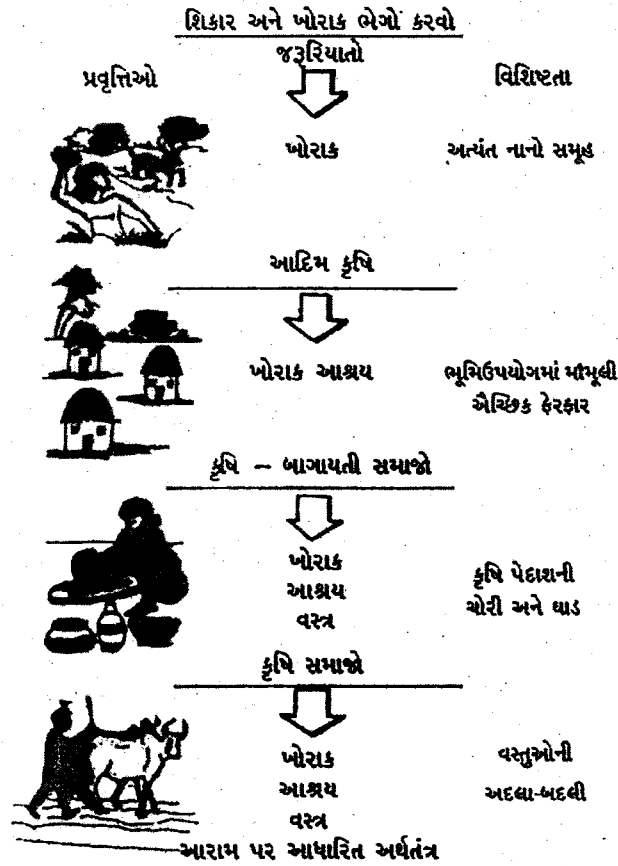 શિકાર અને ખોરાક ભેગોં કરવો
જરૂરિયાતો
પ્રવૃત્તિઓ
વિશિષ્ટતા
ખોરાક
અત્યંત નાનો સમૂહ
આદિમ કૃષિ
ખોરાક આશ્રય
ભૂમિઉપયોગમાં મામૂલી
ઐચ્છિક ફેરફાર
કૃષિ – બાગાયતી સમાજો
ખોરાક
આશ્રય
વસ્ત્ર
કૃષિ પેદાશની
ચોરી અને ધાડ
કૃષિ સમાજો
ખોરાક
આશ્રય
વસ્ત્ર
વસ્તુઓની
અદલા-બદલી
આરામ પર આધારિત અર્થતંત્ર